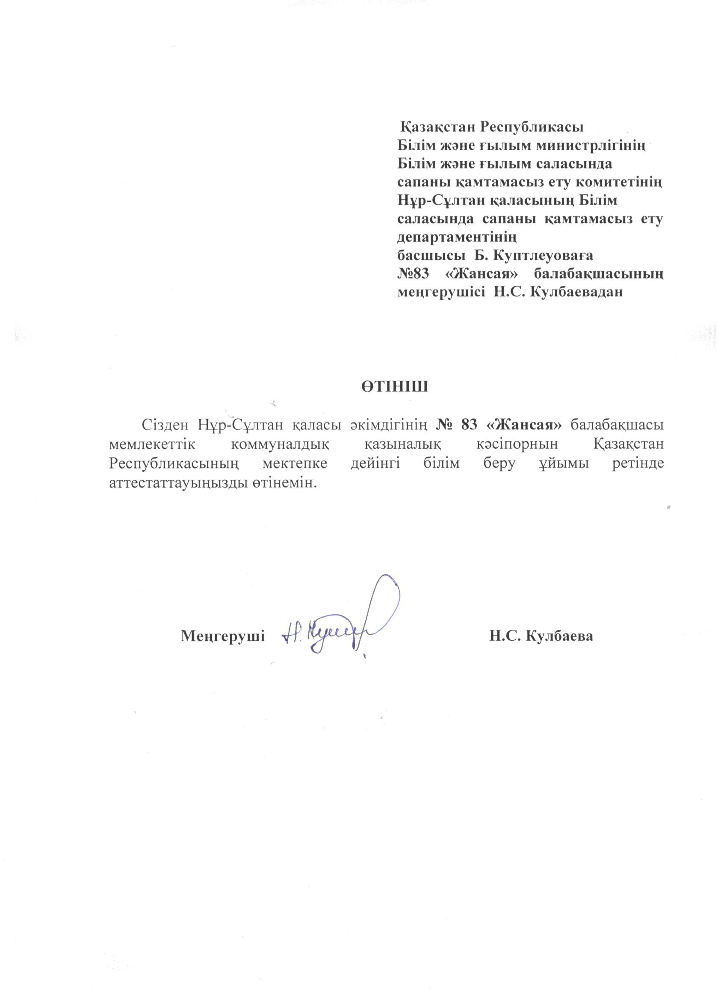 Қазақстан Республикасы
Білім және ғылым министрлігінің
Білім және ғылым саласында
сапаны қамтамасыз ету комитетінің
Нұр-Сұлтан қаласының Білім
саласында сапаны қамтамасыз ету
департаментінің
басшысы Б. Куптлеуоваға
№83 «Жансая» балабақшасының
меңгерушісі Н.С. Кулбаевадан
ӨТІНІШ
Сізден Нұр-Сұлтан қаласы әкімдігінің № 83 «Жансая» балабақшасы
мемлекеттік коммуналдық қазыналық кәсіпорнын Қазақстан
Республикасының мектепке дейінгі білім беру ұйымы ретінде
аттестаттауыңызды өтінемін.
Меңгеруші Н.С. Кулбаева